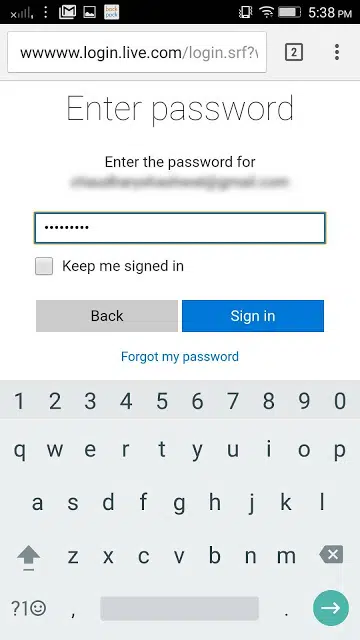 5:38 PM
wwwww.login.live.com/login.srf?
2
Enter password
Enter the password for
•••••••••
Keep me signed in
Back Sign in
Forgot my password
1 2 3 4 5 6 7 8 9 0
q w e r t y u i o p
a s d f g h j k l
z x c v b n m
?1☺ , .